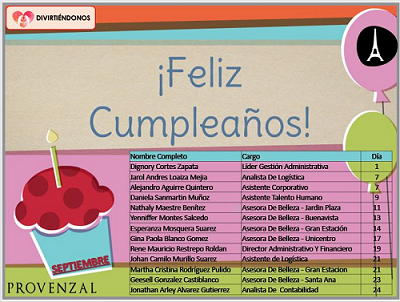 DIVIRTIÉNDONOS
¡Feliz
Cumpleaños!
Nombre Completo Cargo Día
Dignory Cortes Zapata Lider Gestión Administrativa 1
Jarol Andres Loaiza Mejia Analista De Logistica 7
Alejandro Aguirre Quintero Asistente Corporativo 7
Daniela Sanmartin Muñoz Asistente Talento Humano 9
Nathaly Maestre Benitez Asesora De Belleza - Jardin Plaza 11
Yenniffer Montes Salcedo Asesora De Belleza - Buenavista 13
Esperanza Mosquera Suarez Asesora De Belleza - Gran Estación 14
Gina Paola Blanco Gomez Asesora De Belleza - Unicentro 17
Rene Mauricio Restrepo Roldan Director Administrativo Y Financiero 19
Johan Camilo Murillo Suarez Asistente de Logística 21
Martha Cristina Rodriguez Pulido Asesora De Belleza - Gran Estacion 21
Geesell Gonzalez Castiblanco Asesora De Belleza - Santa Ana 23
Jonathan Arley Alvarez Gutierrez Analista De Contabilidad 24
SEPTIEMBRE
PROVENZAL